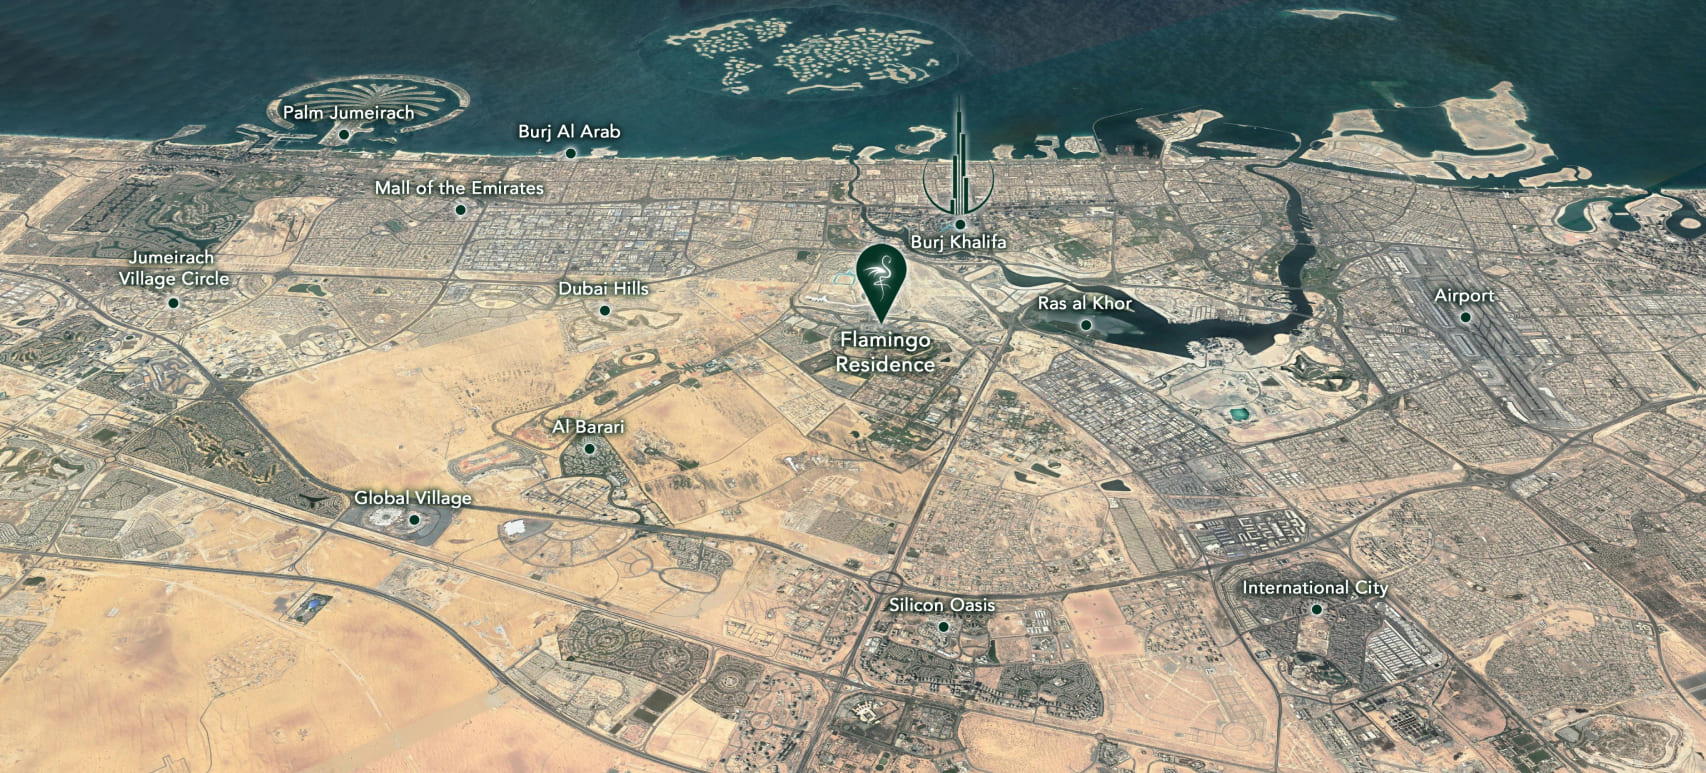 Palm Jumeirach
Burj Al Arab
Mall of the Emirates
Burj Khalifa
Jumeirach
Village Circle
Dubai Hills
Ras al Khor
Airport
Flamingo
Residence
Al Barari
Global Village
International City
Silicon Oasis